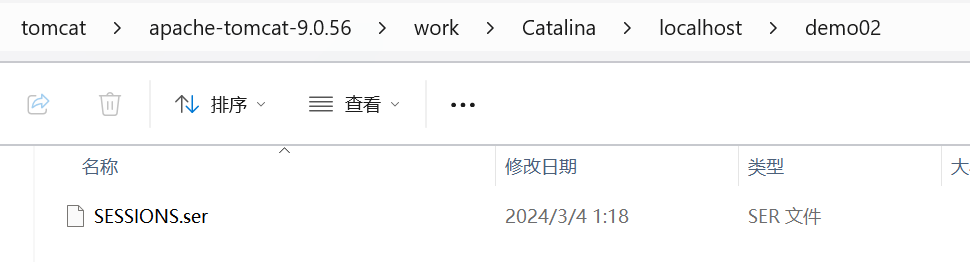 tomcat > apache-tomcat-9.0.56 > work > Catalina > localhost > demo02
排序 查看 •••
名称 修改日期 类型
SESSIONS.ser 2024/3/4 1:18 SER 文件